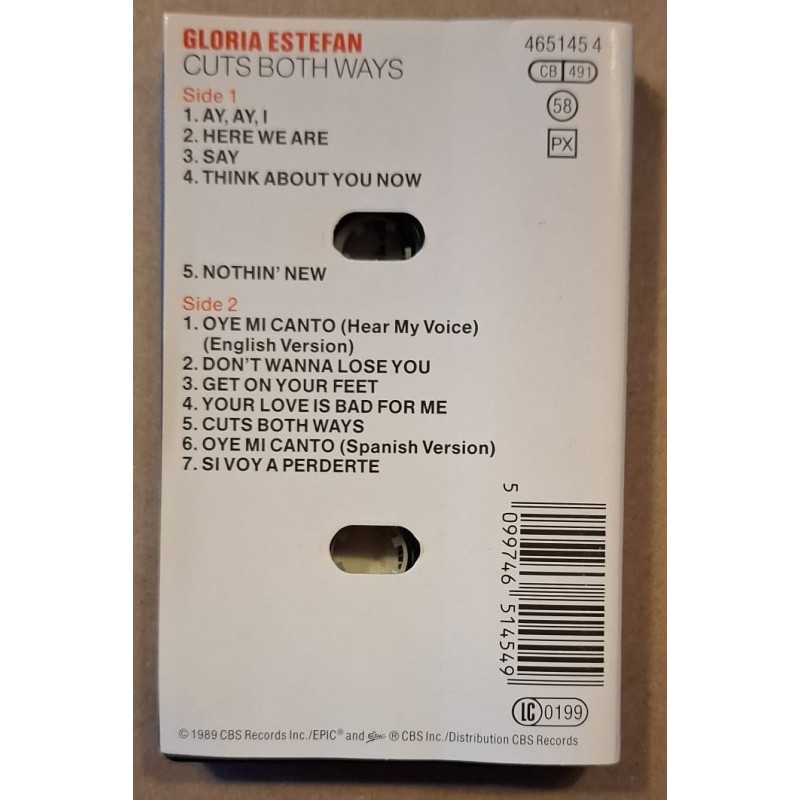 GLORIA ESTEFAN
CUTS BOTH WAYS
465145 4
CB 491
58
PX
Side 1
1. AY, AY, I
2. HERE WE ARE
3. SAY
4. THINK ABOUT YOU NOW
5. NOTHIN' NEW
Side 2
1. OYE MI CANTO (Hear My Voice)
(English Version)
2. DON'T WANNA LOSE YOU
3. GET ON YOUR FEET
4. YOUR LOVE IS BAD FOR ME
5. CUTS BOTH WAYS
6. OYE MI CANTO (Spanish Version)
7. SI VOY A PERDERTE
5 099746 514549
LC 0199
© 1989 CBS Records Inc./EPIC® and Epic ® CBS Inc./Distribution CBS Records